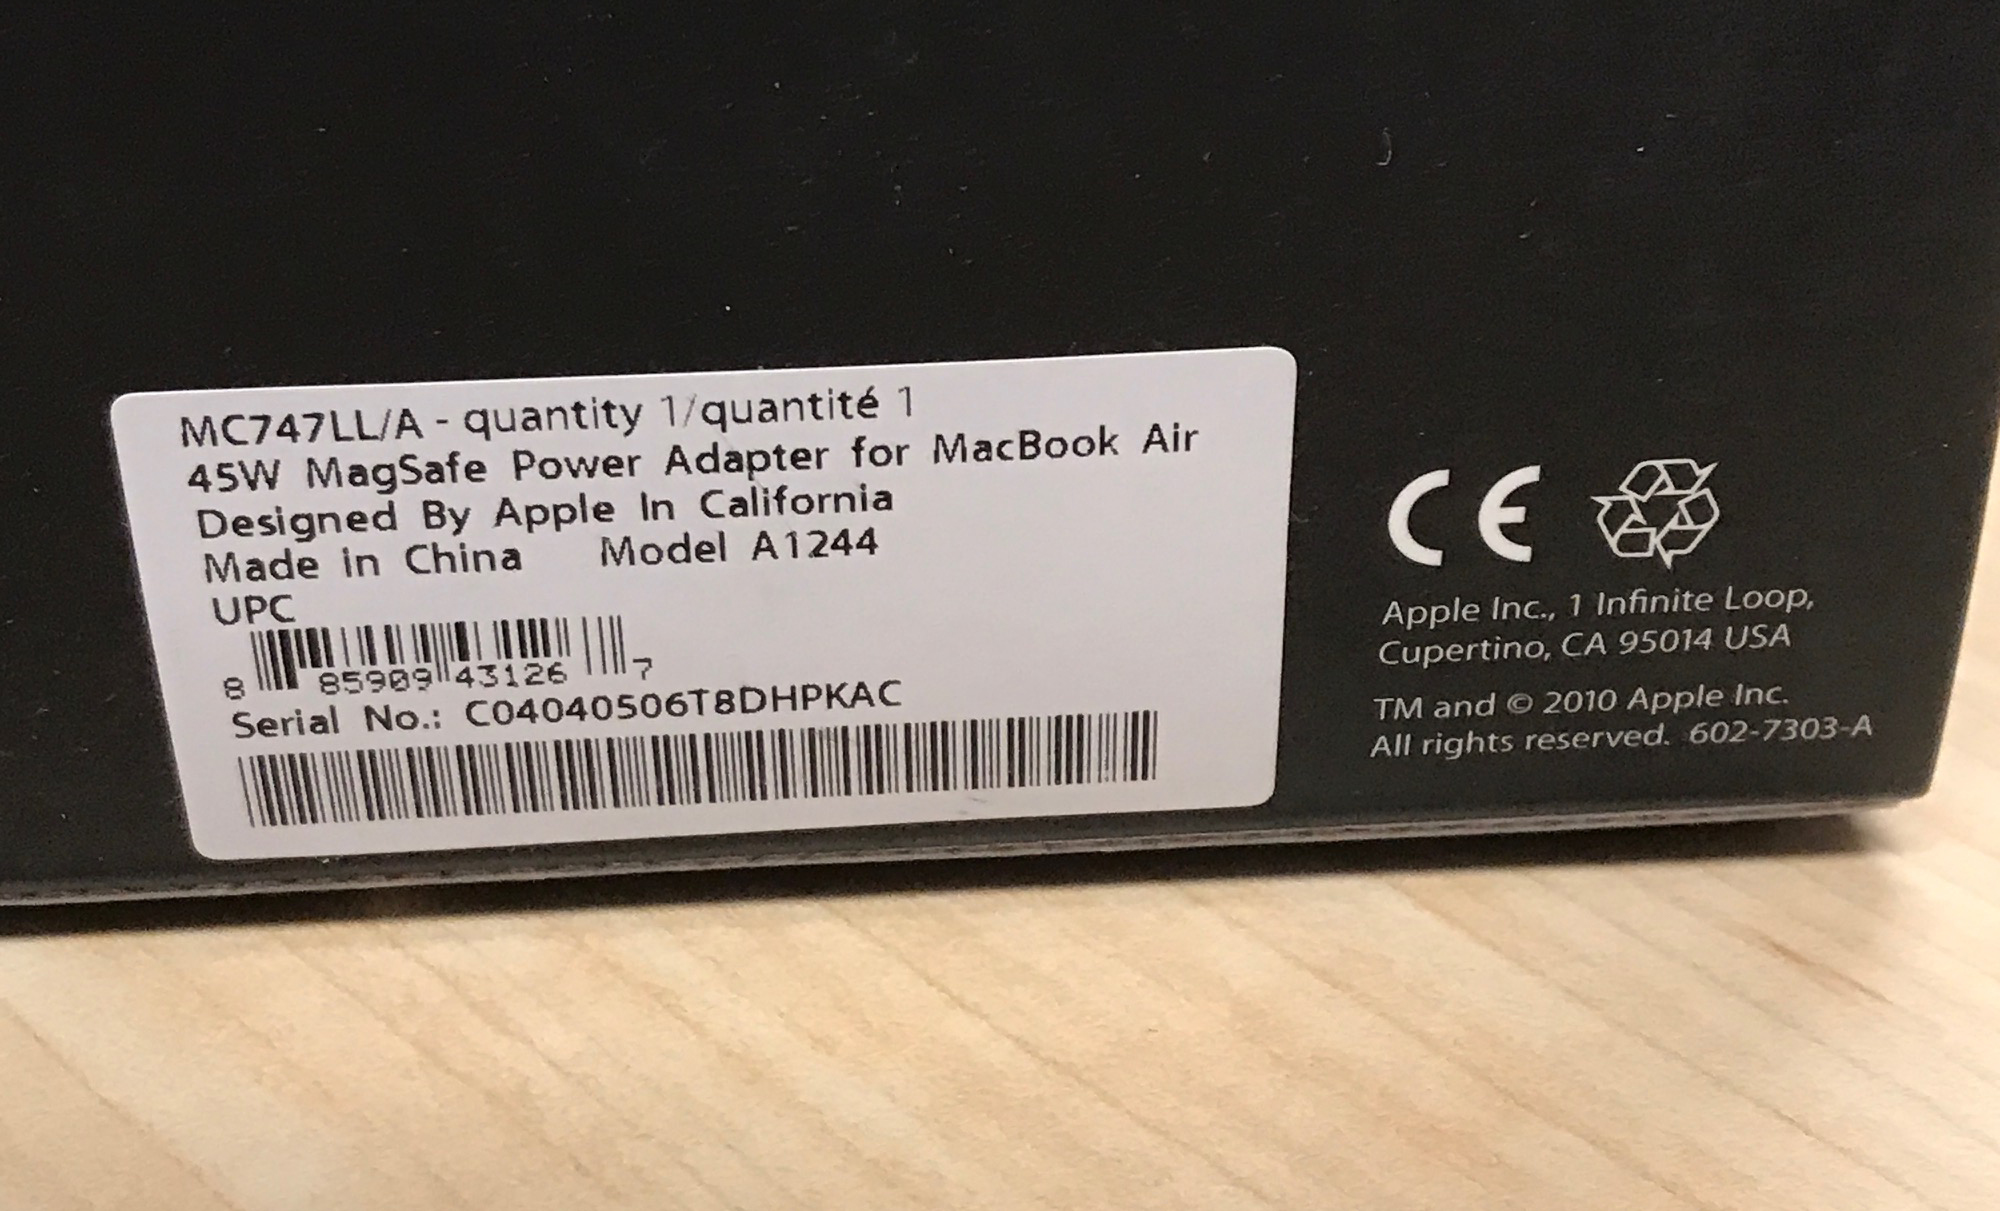 MC747LL/A - quantity 1/quantité 1
45W MagSafe Power Adapter for MacBook Air
Designed By Apple In California
Made in China Model A1244
UPC
8 85909 43126 7
Serial No.: C04040506T8DHPKAC
CE
Apple Inc., 1 Infinite Loop,
Cupertino, CA 95014 USA
TM and © 2010 Apple Inc.
All rights reserved. 602-7303-A